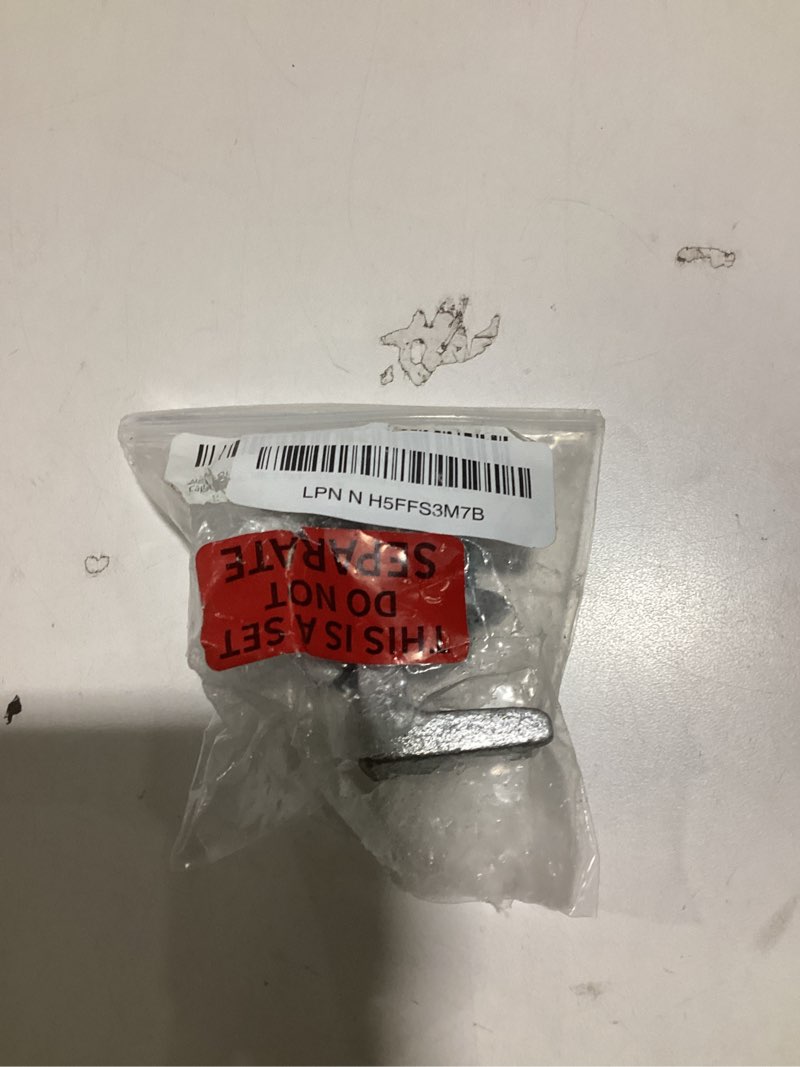 LPN N H5FFS3M7B
THIS IS A SET
DO NOT
SEPARATE